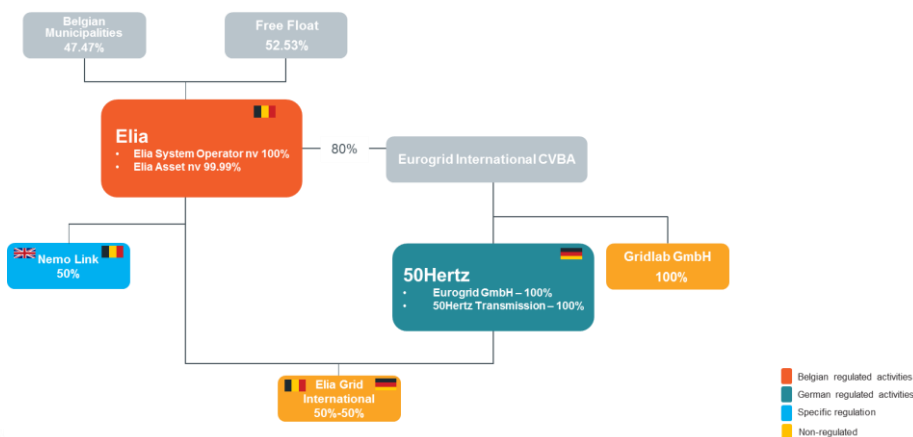 Belgian
Municipalities
47.47%
Free Float
52.53%
Elia
• Elia System Operator nv 100%
• Elia Asset nv 99.99%
80%
Eurogrid International CVBA
Nemo Link
50%
50Hertz
• Eurogrid GmbH – 100%
• 50Hertz Transmission – 100%
Gridlab GmbH
100%
Elia Grid
International
50%-50%
Belgian regulated activities
German regulated activities
Specific regulation
Non-regulated